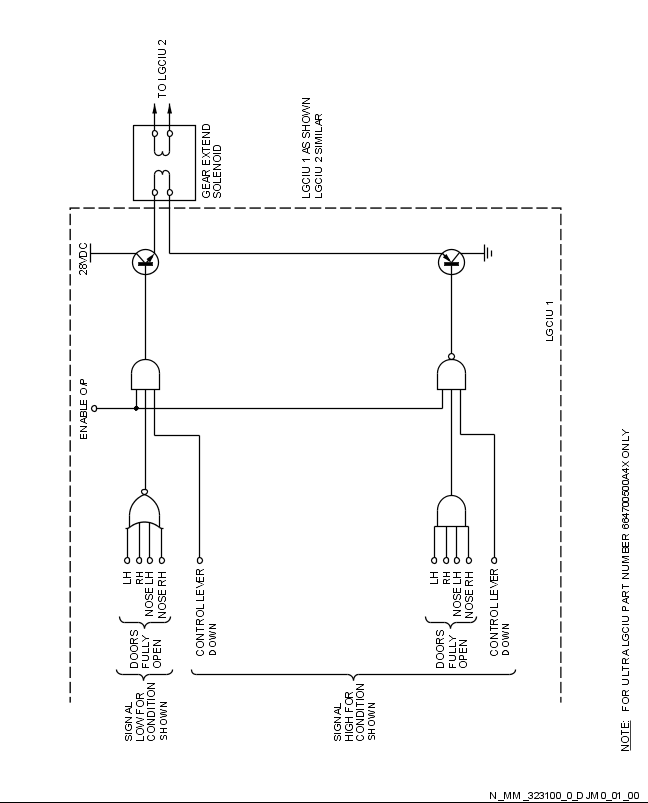 TO LGCIU 2
GEAR EXTEND
SOLENOID
LGCIU 1 AS SHOWN
LGCIU 2 SIMILAR
28VDC
ENABLE O/P
LGCIU 1
LH
RH
NOSE LH
NOSE RH
DOORS
FULLY
OPEN
CONTROL LEVER
DOWN
SIGNAL
LOW FOR
CONDITION
SHOWN
LH
RH
NOSE LH
NOSE RH
DOORS
FULLY
OPEN
CONTROL LEVER
DOWN
SIGNAL
HIGH FOR
CONDITION
SHOWN
NOTE: FOR ULTRA LGCIU PART NUMBER 664700500A4X ONLY
N_MM_323100_0_DJM0_01_00